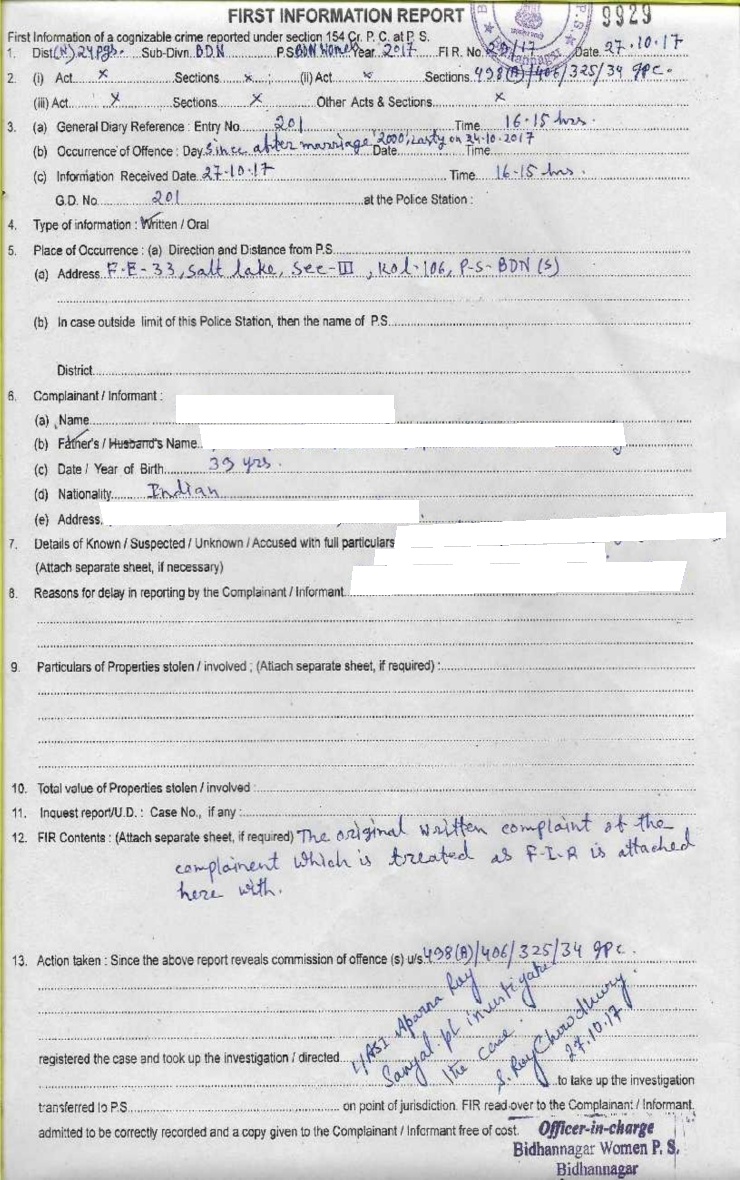 FIRST INFORMATION REPORT
9929
First Information of a cognizable crime reported under section 154 Cr. P. C. at P. S.
1. Dist.(N) 24 Pgs. Sub-Divn. BDN P.S. BDN Women Year 2017 F.I R. No. /17 Date. 27.10.17
2. (i) Act x Sections x (ii) Act x Sections 498(A)/406/325/34 IPC.
(iii) Act x Sections x Other Acts & Sections x
3. (a) General Diary Reference : Entry No. 201 Time 16.15 hrs.
(b) Occurrence of Offence : Day Since after marriage '2000', lastly on 24.10.2017 Date Time
(c) Information Received Date 27.10.17 Time 16-15 hrs.
G.D. No. 201 at the Police Station :
4. Type of information : Written / Oral
5. Place of Occurrence : (a) Direction and Distance from P.S.
(a) Address. F-E-33, Salt lake, Sec-III, Kol-106, P-S-BDN (S)
(b) In case outside limit of this Police Station, then the name of P.S.
District
6. Complainant / Informant :
(a) Name
(b) Father's / Husband's Name
(c) Date / Year of Birth 39 yrs.
(d) Nationality Indian
(e) Address.
7. Details of Known / Suspected / Unknown / Accused with full particulars
(Attach separate sheet, if necessary)
8. Reasons for delay in reporting by the Complainant / Informant
9. Particulars of Properties stolen / involved ; (Attach separate sheet, if required) :
10. Total value of Properties stolen / involved :
11. Inquest report/U.D. : Case No., if any :
12. FIR Contents : (Attach separate sheet, if required) The original written complaint of the
complainent which is treated as F-I-R is attached
here with.
13. Action taken : Since the above report reveals commission of offence (s) u/s. 498(A)/406/325/34 IPC.
registered the case and took up the investigation / directed LASI Aparna Ray
Sanyal pl investigate
the case.
S. Ray Chowdhury
27.10.17
to take up the investigation
transferred to P.S. on point of jurisdiction. FIR read over to the Complainant / Informant
admitted to be correctly recorded and a copy given to the Complainant / Informant free of cost.
Officer-in-charge
Bidhannagar Women P. S.
Bidhannagar